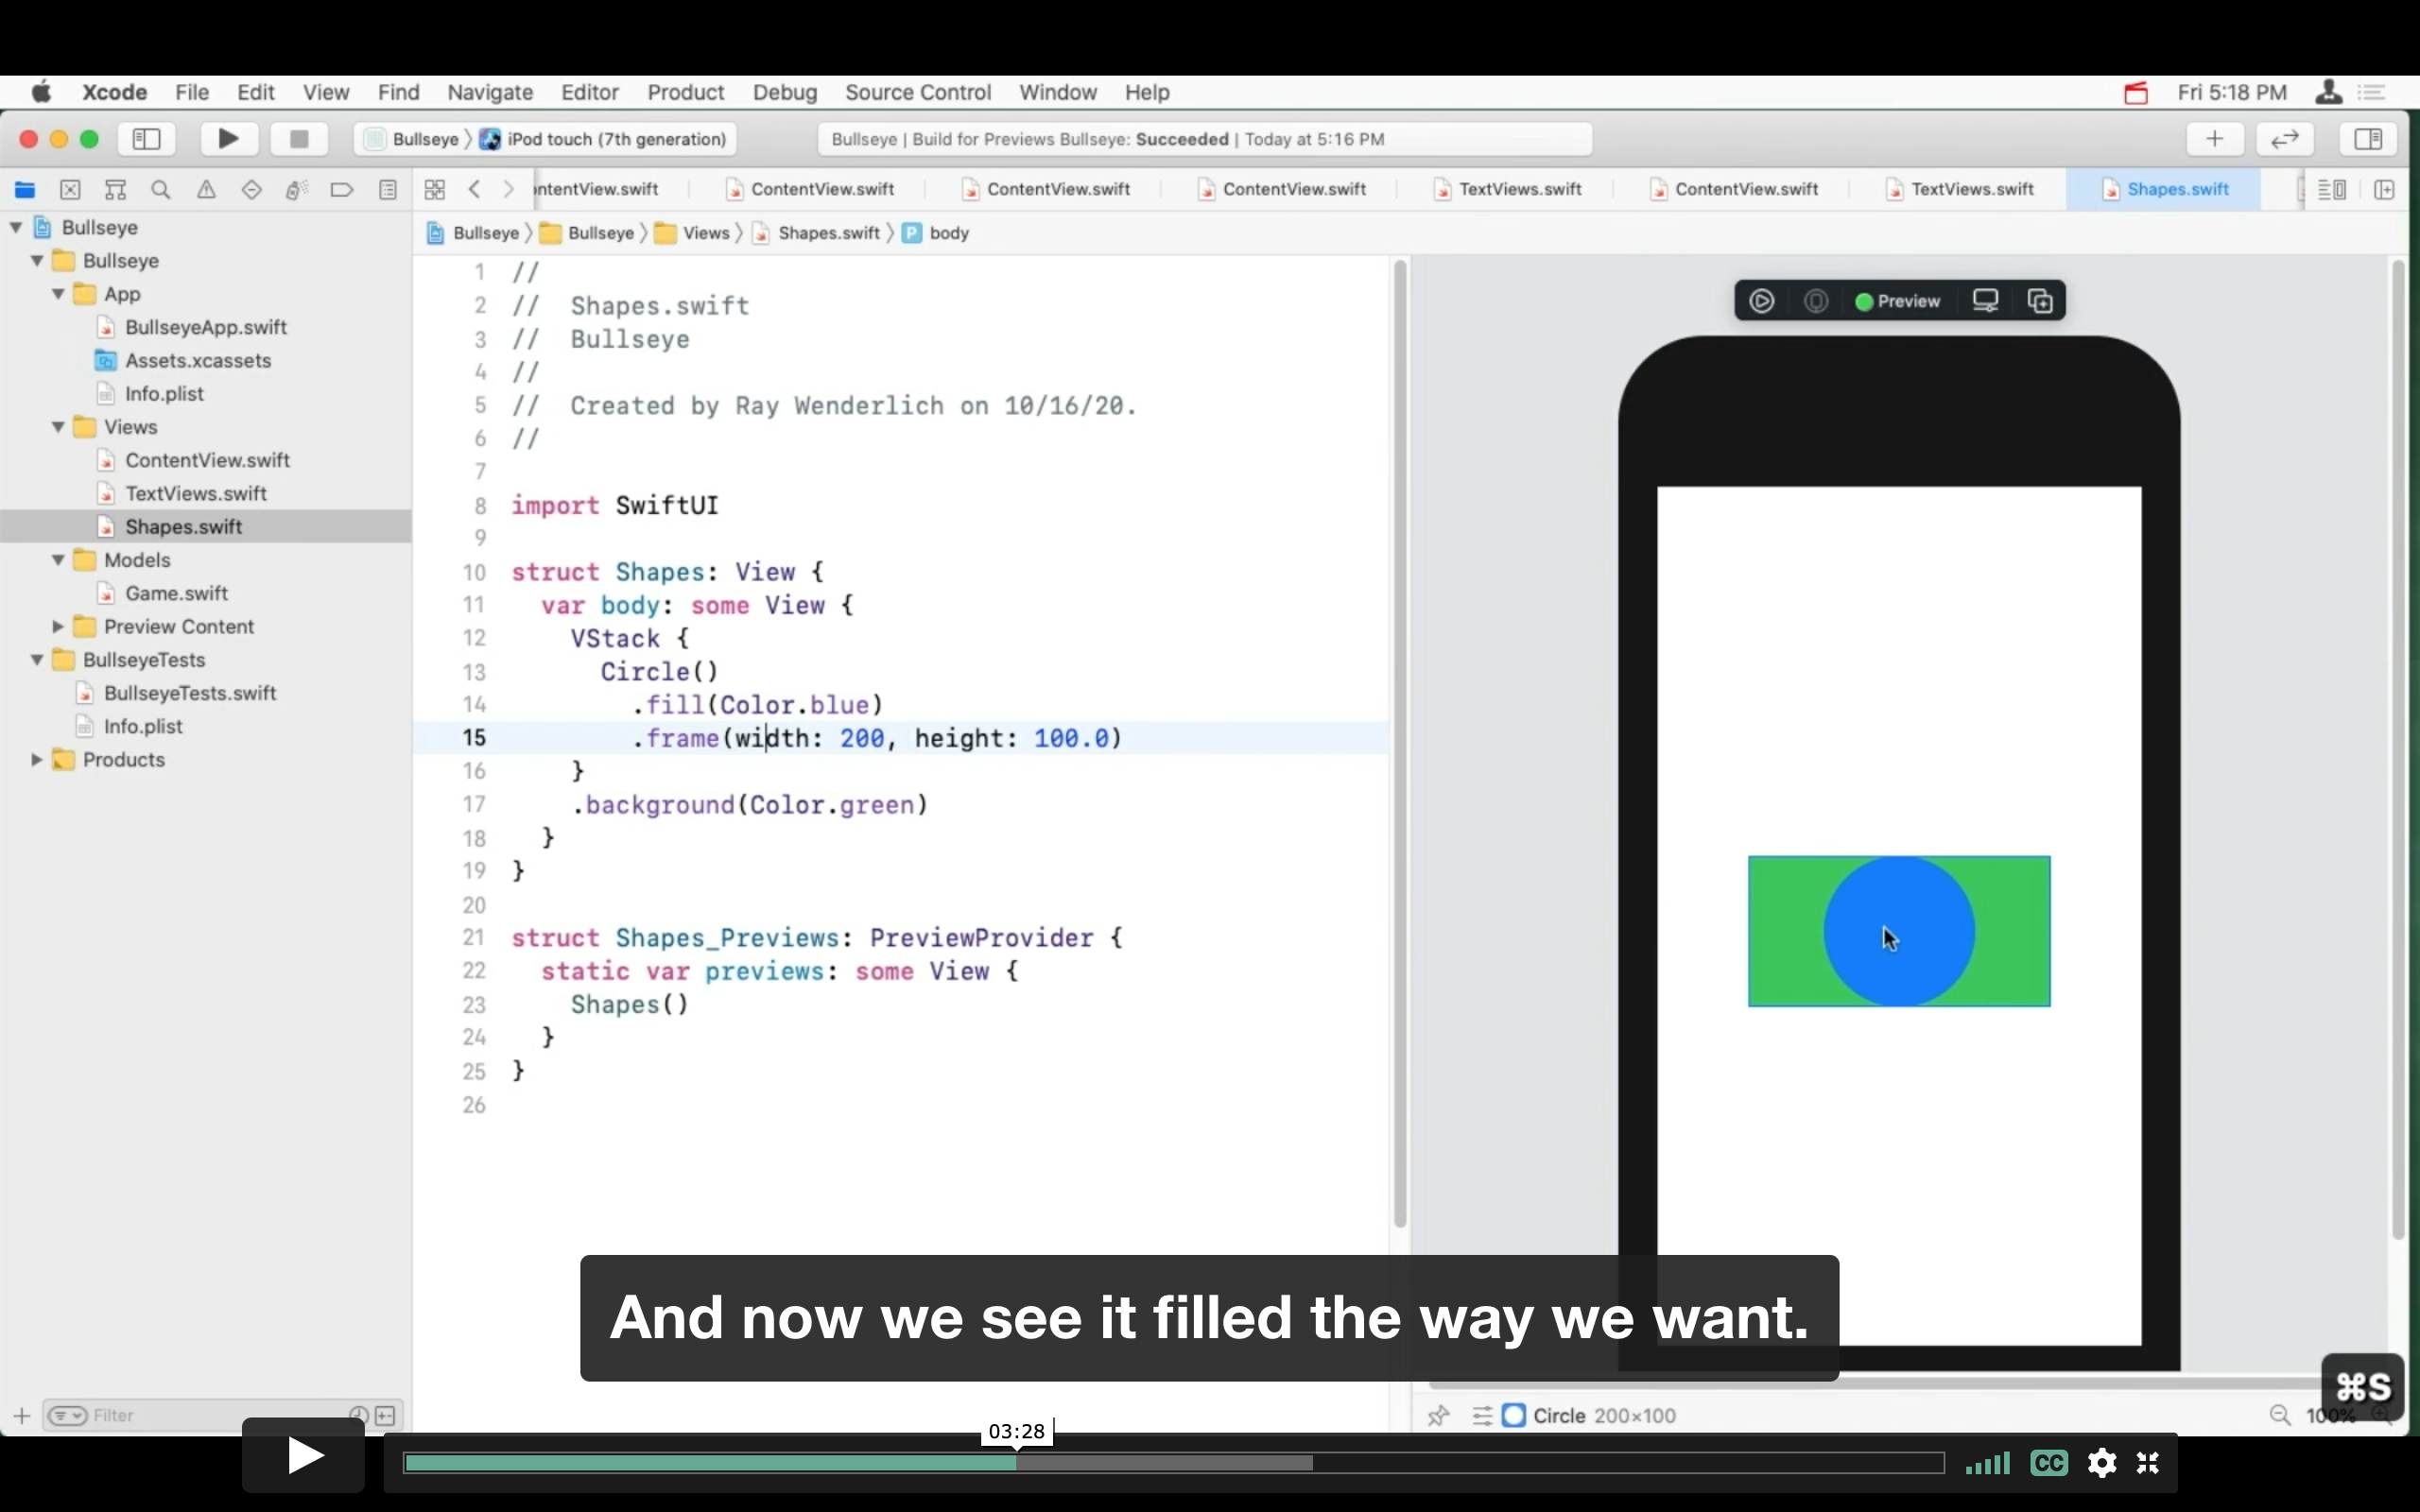 Xcode File Edit View Find Navigate Editor Product Debug Source Control Window Help Fri 5:18 PM
Bullseye 〉 iPod touch (7th generation) Bullseye | Build for Previews Bullseye: Succeeded | Today at 5:16 PM
ntentView.swift ContentView.swift ContentView.swift ContentView.swift TextViews.swift ContentView.swift TextViews.swift Shapes.swift
Bullseye 〉 Bullseye 〉 Views 〉 Shapes.swift 〉 P body
Bullseye
Bullseye
App
BullseyeApp.swift
Assets.xcassets
Info.plist
Views
ContentView.swift
TextViews.swift
Shapes.swift
Models
Game.swift
Preview Content
BullseyeTests
BullseyeTests.swift
Info.plist
Products
Filter
1 //
2 //  Shapes.swift
3 //  Bullseye
4 //
5 //  Created by Ray Wenderlich on 10/16/20.
6 //
7
8 import SwiftUI
9
10 struct Shapes: View {
11   var body: some View {
12     VStack {
13       Circle()
14         .fill(Color.blue)
15         .frame(width: 200, height: 100.0)
16     }
17     .background(Color.green)
18   }
19 }
20
21 struct Shapes_Previews: PreviewProvider {
22   static var previews: some View {
23     Shapes()
24   }
25 }
26
Preview
And now we see it filled the way we want.
⌘S
Circle 200×100 100%
03:28
CC